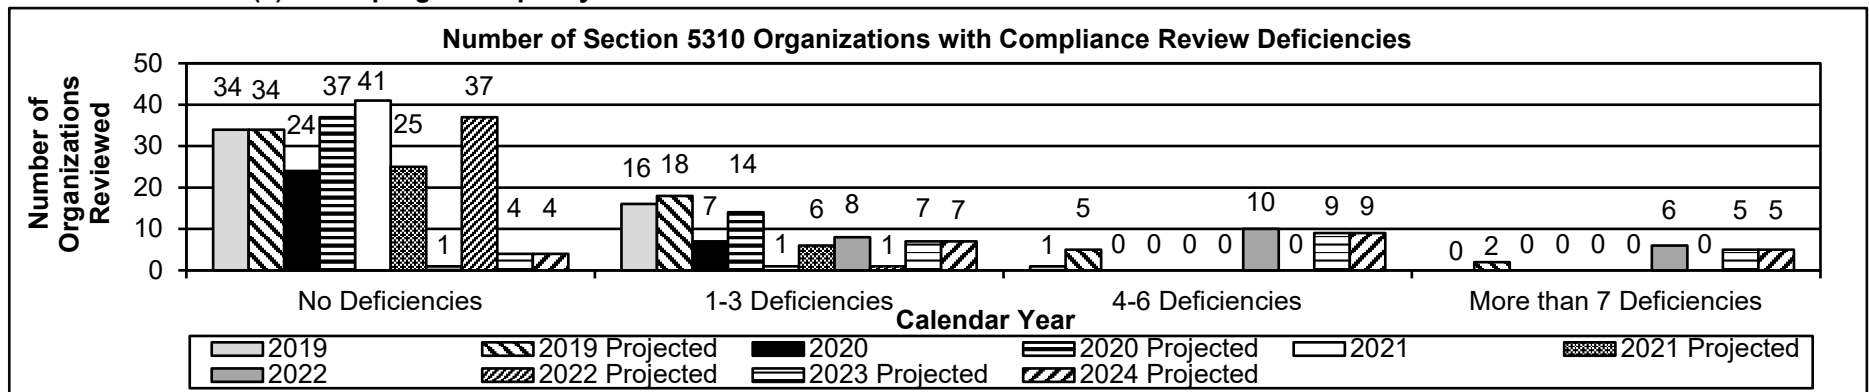 Number of Section 5310 Organizations with Compliance Review Deficiencies
Number of
Organizations
Reviewed
50
40
30
20
10
0
34 34 24 37 41 25 1 37 4 4
16 18 7 14 1 6 8 1 7 7
1 5 0 0 0 0 10 0 9 9
0 2 0 0 0 0 6 0 5 5
No Deficiencies 1-3 Deficiencies 4-6 Deficiencies More than 7 Deficiencies
Calendar Year
2019 2019 Projected 2020 2020 Projected 2021 2021 Projected
2022 2022 Projected 2023 Projected 2024 Projected